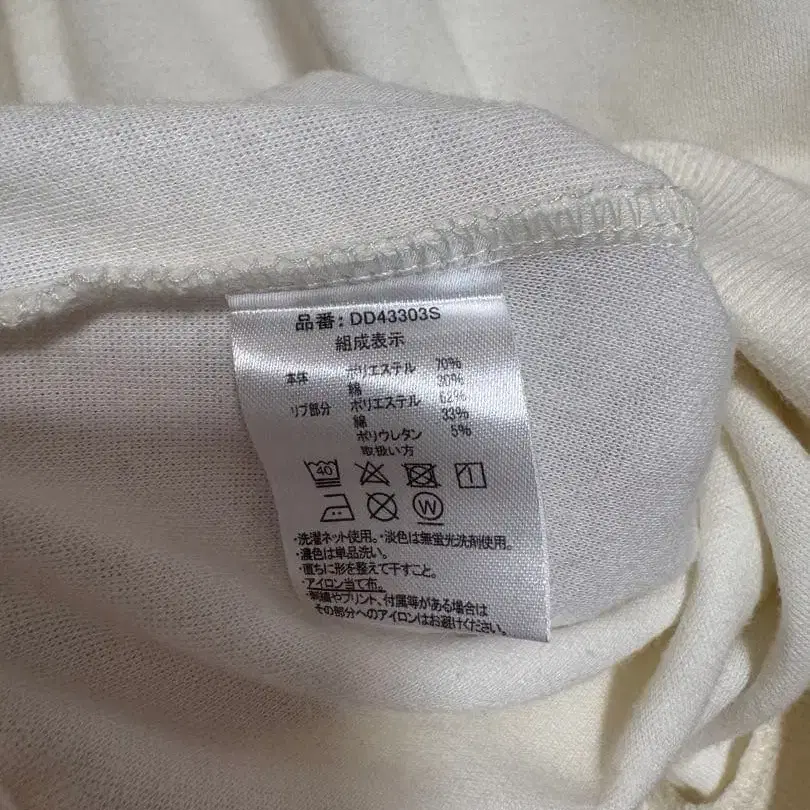 品番: DD43303S
組成表示
本体 ポリエステル 70%
綿 30%
リブ部分 ポリエステル 62%
綿 33%
ポリウレタン 5%
取扱い方
40
W
・洗濯ネット使用。・淡色は無蛍光洗剤使用。
・濃色は単品洗い。
・直ちに形を整えて干すこと。
・アイロン当て布。
・刺繍やプリント、付属等がある場合は
その部分へのアイロンはお避けください。